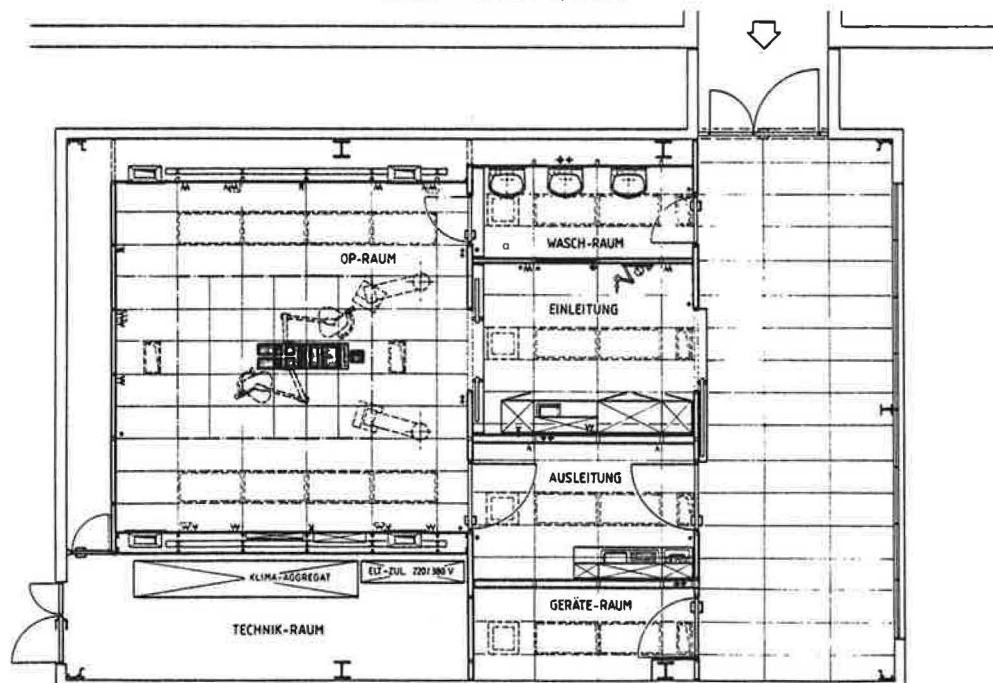 OP-RAUM
WASCH-RAUM
EINLEITUNG
AUSLEITUNG
KLIMA-AGGREGAT
ELT-ZUL. 220/380 V
GERÄTE-RAUM
TECHNIK-RAUM